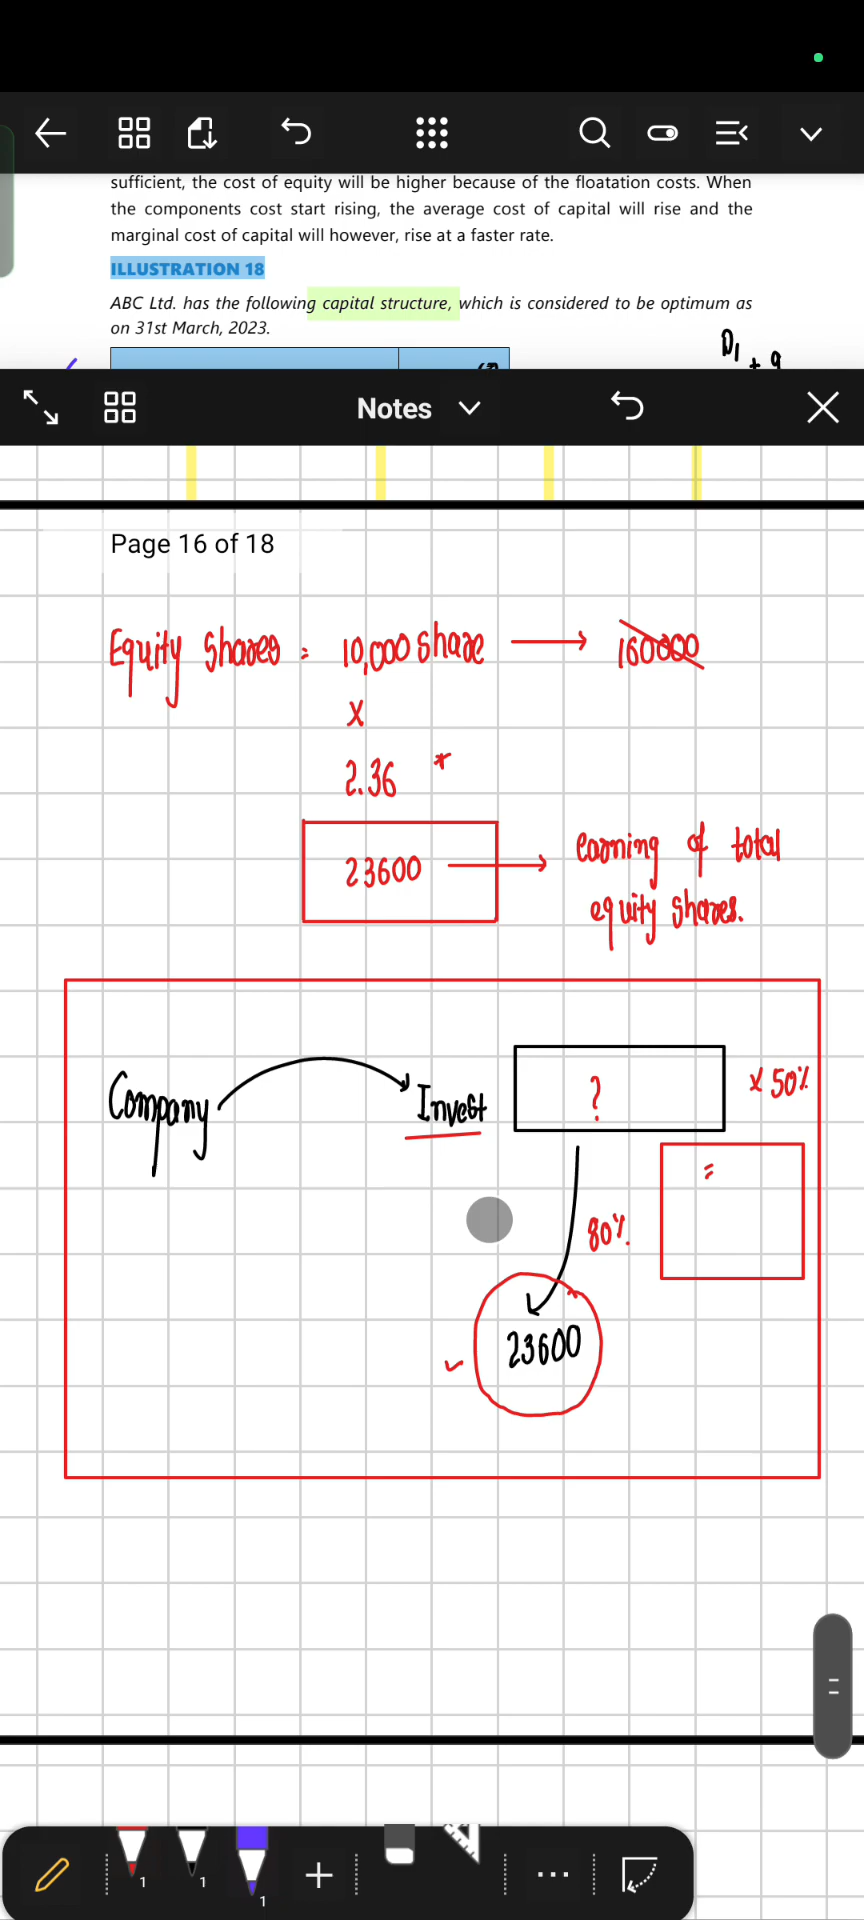 sufficient, the cost of equity will be higher because of the floatation costs. When
the components cost start rising, the average cost of capital will rise and the
marginal cost of capital will however, rise at a faster rate.
ILLUSTRATION 18
ABC Ltd. has the following capital structure, which is considered to be optimum as
on 31st March, 2023.
D1 + g
Notes
Page 16 of 18
Equity shares = 10,000 share → 160000
x
2.36 *
23600 → earning of total
equity shares.
Company Invest ? x 50%
=
80%
23600
1 1 1